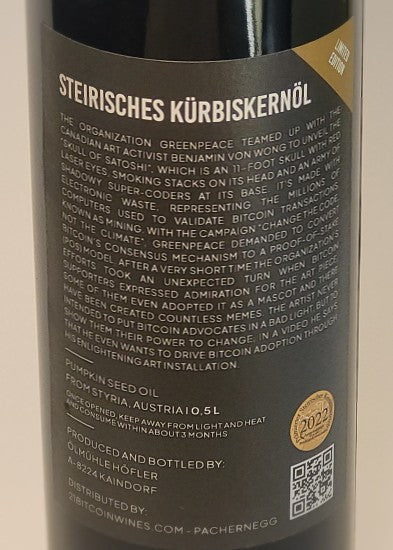 LIMITED
EDITION
STEIRISCHES KÜRBISKERNÖL
THE ORGANIZATION GREENPEACE TEAMED UP WITH THE
CANADIAN ART ACTIVIST BENJAMIN VON WONG TO UNVEIL THE
"SKULL OF SATOSHI", WHICH IS AN 11-FOOT SKULL WITH RED
LASER EYES, SMOKING STACKS ON ITS HEAD AND AN ARMY OF
SHADOWY SUPER-CODERS AT ITS BASE. IT'S MADE WITH
ELECTRONIC WASTE, REPRESENTING THE MILLIONS OF
COMPUTERS USED TO VALIDATE BITCOIN TRANSACTIONS
KNOWN AS MINING. WITH THE CAMPAIGN "CHANGE THE CODE
NOT THE CLIMATE", GREENPEACE DEMANDED TO CONVERT
BITCOIN'S CONSENSUS MECHANISM TO A PROOF-OF-STAKE
(POS) MODEL. AFTER A VERY SHORT TIME THE ORGANIZATION'S
EFFORTS TOOK AN UNEXPECTED TURN WHEN BITCOIN
SUPPORTERS EXPRESSED ADMIRATION FOR THE ART PIECE.
SOME OF THEM EVEN ADOPTED IT AS A MASCOT AND THERE
HAVE BEEN CREATED COUNTLESS MEMES. THE ARTIST NEVER
INTENDED TO PUT BITCOIN ADVOCATES IN A BAD LIGHT, BUT TO
SHOW THEM THEIR POWER TO CHANGE. IN A VIDEO HE SAYS
THAT HE EVEN WANTS TO DRIVE BITCOIN ADOPTION THROUGH
HIS ENLIGHTENING ART INSTALLATION.
PUMPKIN SEED OIL
FROM STYRIA, AUSTRIA | 0,5L
ONCE OPENED, KEEP AWAY FROM LIGHT AND HEAT
AND CONSUME WITHIN ABOUT 3 MONTHS
PRODUCED AND BOTTLED BY:
ÖLMÜHLE HÖFLER
A-8224 KAINDORF
DISTRIBUTED BY:
21BITCOINWINES.COM - PACHERNEGG
2022